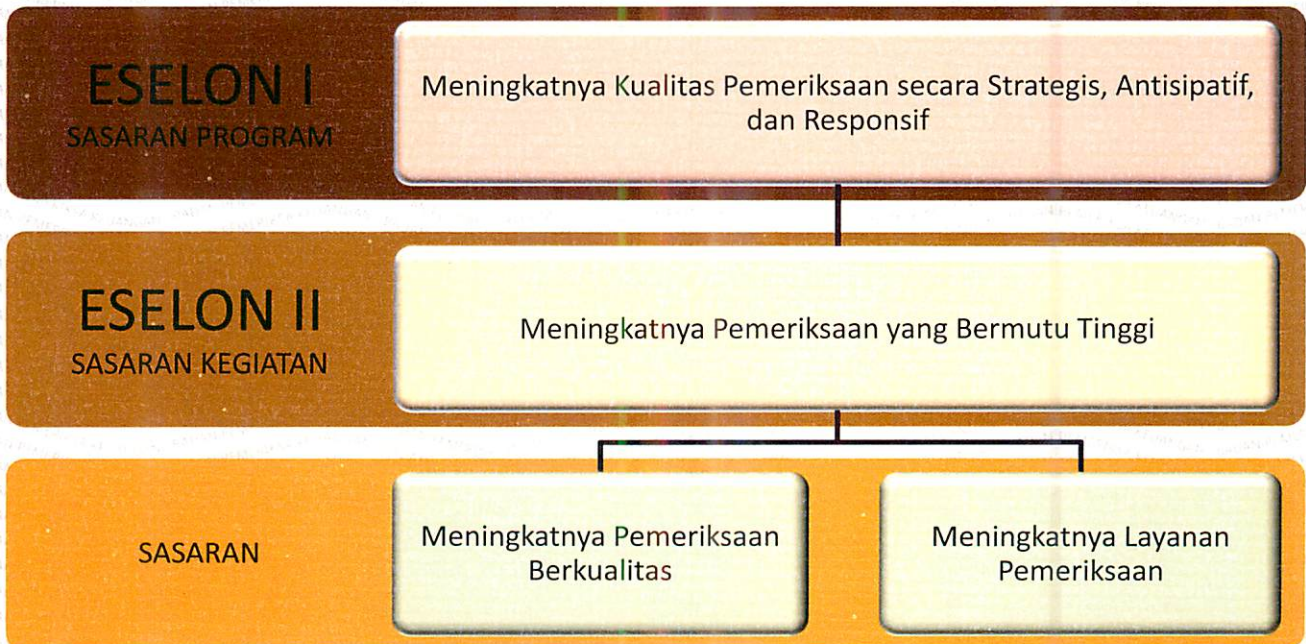 ESELON I
SASARAN PROGRAM
Meningkatnya Kualitas Pemeriksaan secara Strategis, Antisipatif,
dan Responsif
ESELON II
SASARAN KEGIATAN
Meningkatnya Pemeriksaan yang Bermutu Tinggi
SASARAN
Meningkatnya Pemeriksaan
Berkualitas
Meningkatnya Layanan
Pemeriksaan